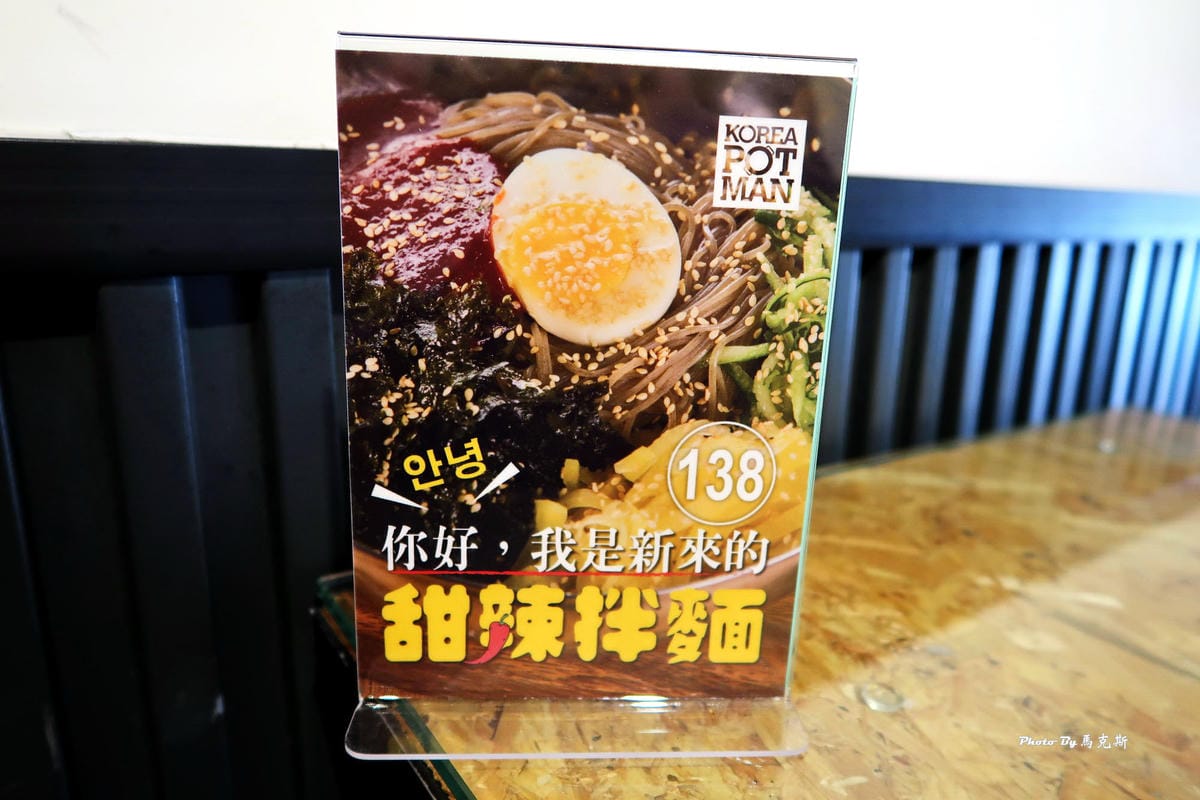 KOREA
POT
MAN
안녕
138
你好，我是新來的
甜辣拌麵
Photo By 馬克斯